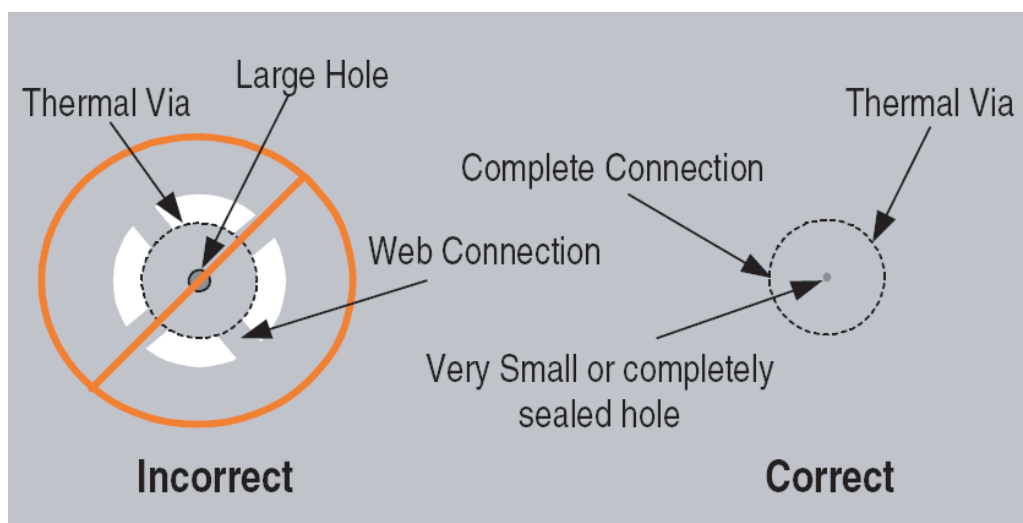 Large Hole
Thermal Via
Web Connection
Incorrect
Thermal Via
Complete Connection
Very Small or completely
sealed hole
Correct